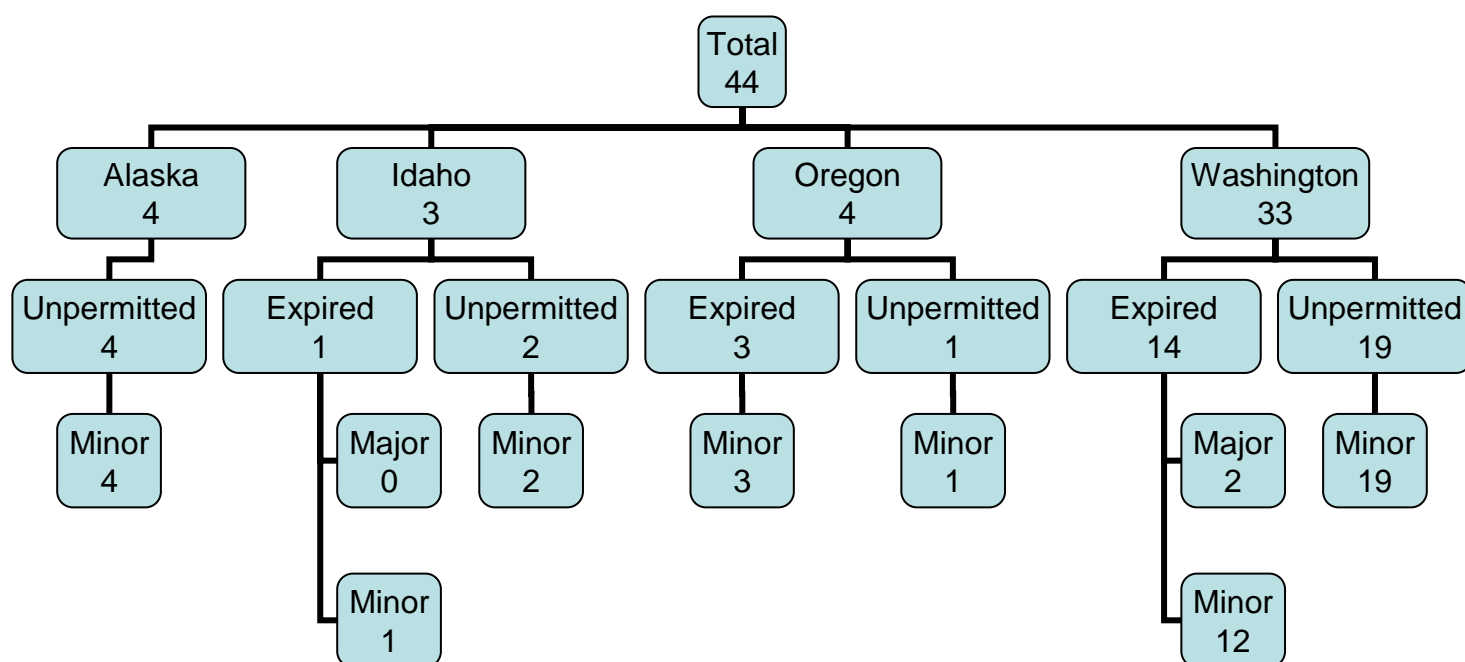 Total
44
Alaska
4
Idaho
3
Oregon
4
Washington
33
Unpermitted
4
Expired
1
Unpermitted
2
Expired
3
Unpermitted
1
Expired
14
Unpermitted
19
Minor
4
Major
0
Minor
2
Minor
3
Minor
1
Major
2
Minor
19
Minor
1
Minor
12